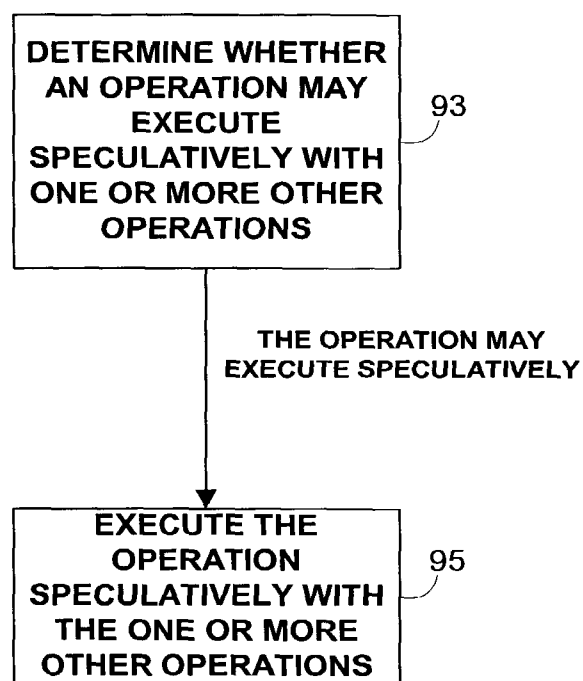 DETERMINE WHETHER
AN OPERATION MAY
EXECUTE
SPECULATIVELY WITH
ONE OR MORE OTHER
OPERATIONS
93
THE OPERATION MAY
EXECUTE SPECULATIVELY
EXECUTE THE
OPERATION
SPECULATIVELY WITH
THE ONE OR MORE
OTHER OPERATIONS
95